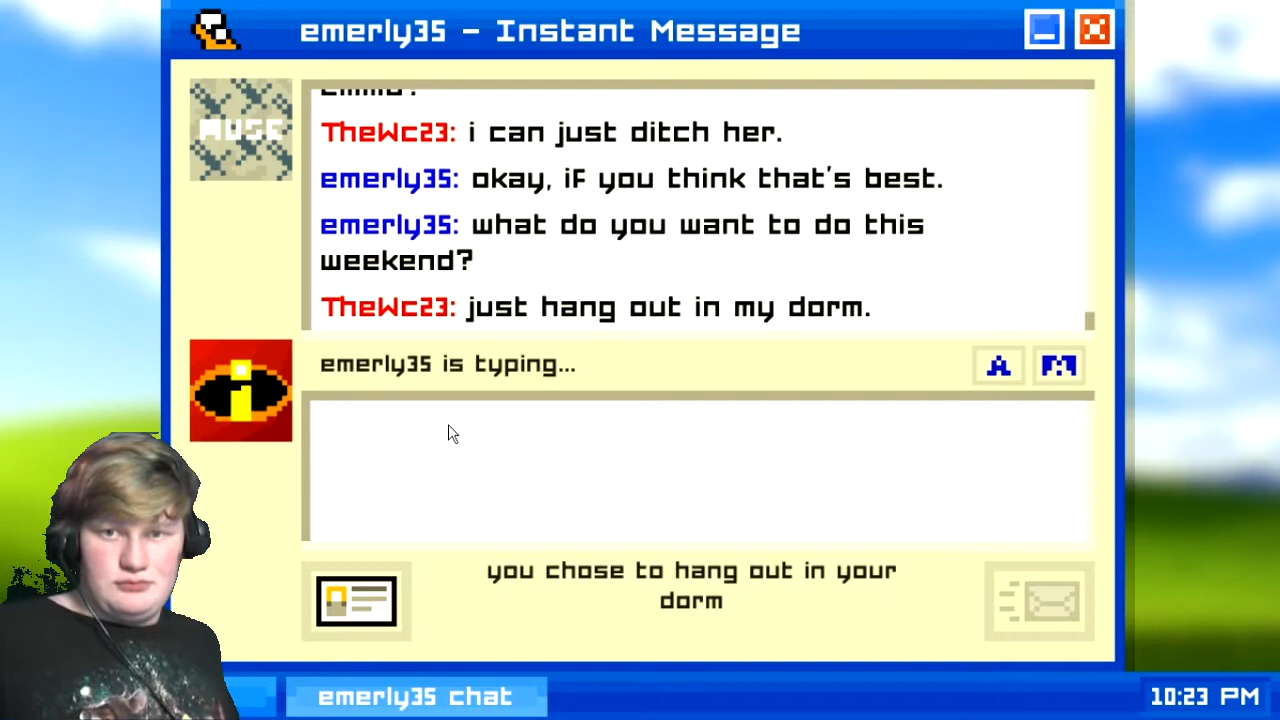 emerly35 - Instant Message
MUSE
TheWc23: i can just ditch her.
emerly35: okay, if you think that's best.
emerly35: what do you want to do this
weekend?
TheWc23: just hang out in my dorm.
emerly35 is typing...
A
you chose to hang out in your
dorm
emerly35 chat
10:23 PM